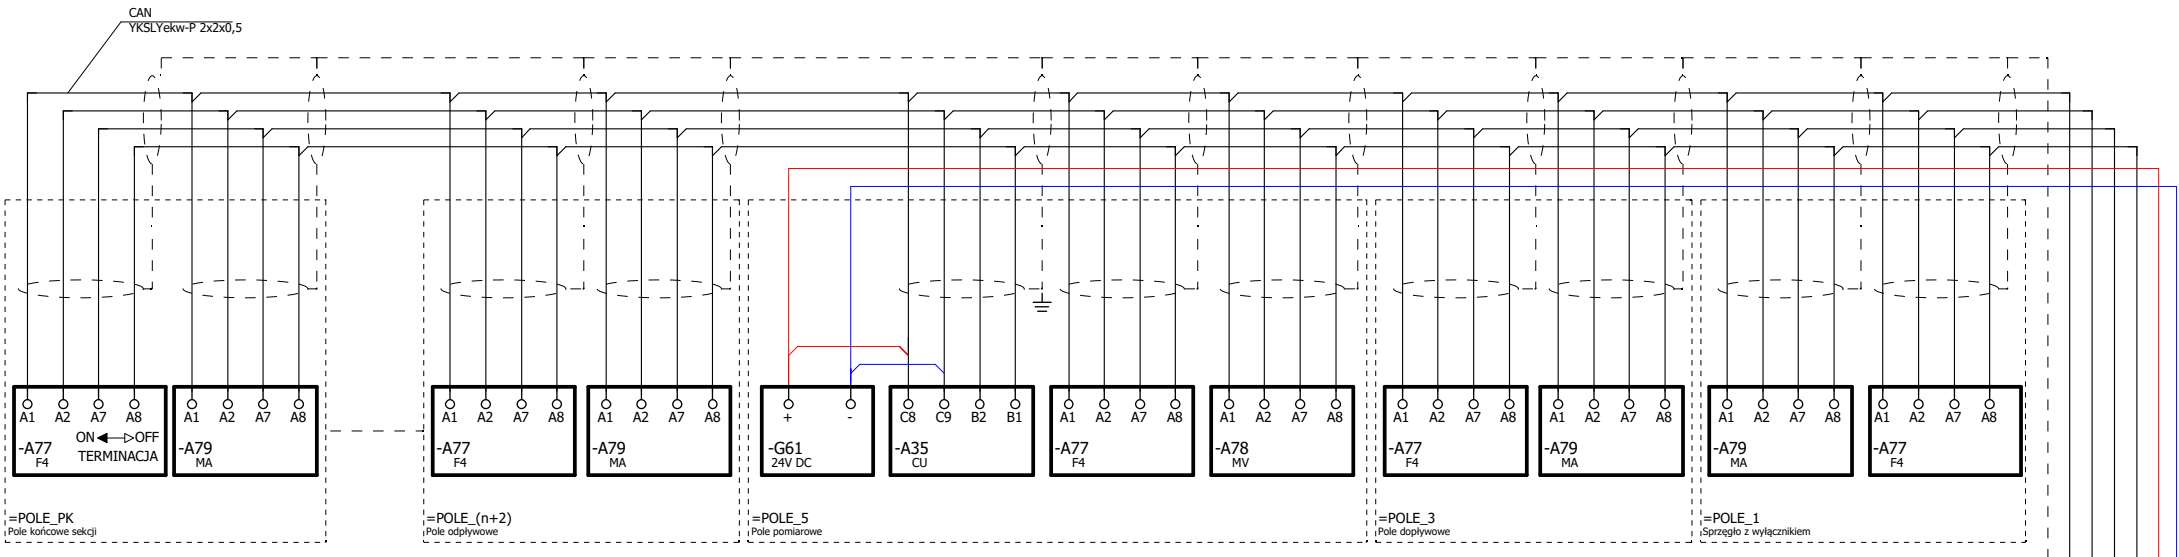 CAN
YKSLYekw-P 2x2x0,5
A1 A2 A7 A8
ON OFF
TERMINACJA
-A77
F4
A1 A2 A7 A8
-A79
MA
=POLE_PK
Pole końcowe sekcji
A1 A2 A7 A8
-A77
F4
A1 A2 A7 A8
-A79
MA
=POLE_(n+2)
Pole odpływowe
+ -
-G61
24V DC
C8 C9 B2 B1
-A35
CU
A1 A2 A7 A8
-A77
F4
A1 A2 A7 A8
-A78
MV
=POLE_5
Pole pomiarowe
A1 A2 A7 A8
-A77
F4
A1 A2 A7 A8
-A79
MA
=POLE_3
Pole dopływowe
A1 A2 A7 A8
-A79
MA
A1 A2 A7 A8
-A77
F4
=POLE_1
Sprzęgło z wyłącznikiem